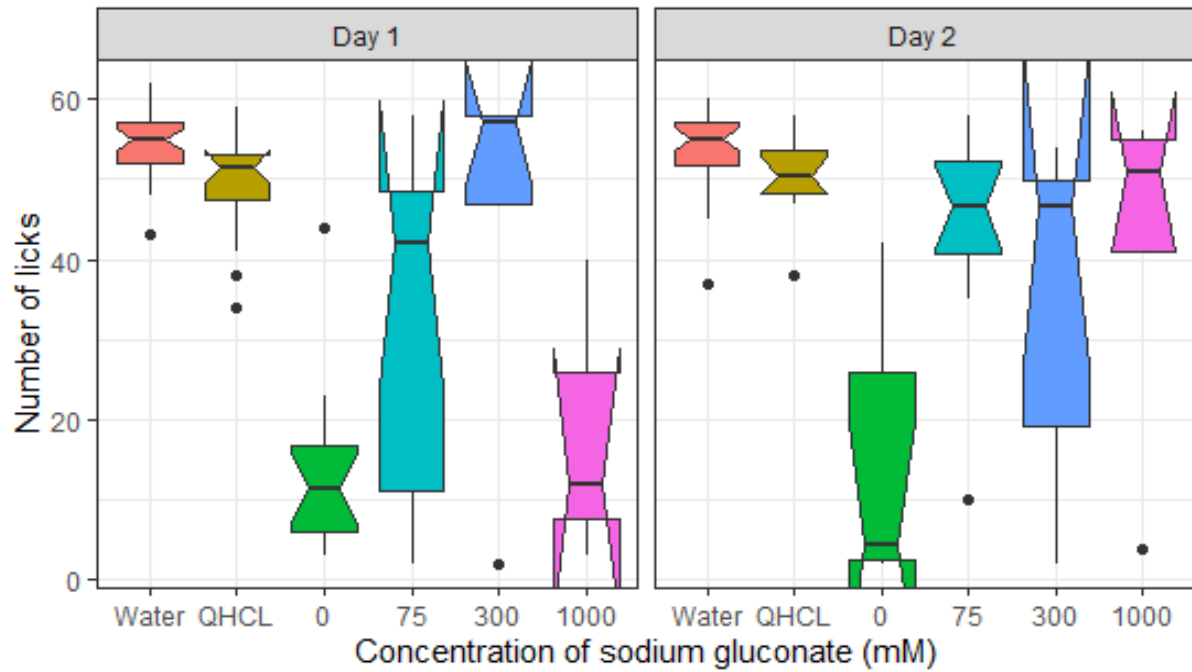 Day 1
Day 2
Number of licks
60
40
20
0
Water QHCL 0 75 300 1000
Water QHCL 0 75 300 1000
Concentration of sodium gluconate (mM)